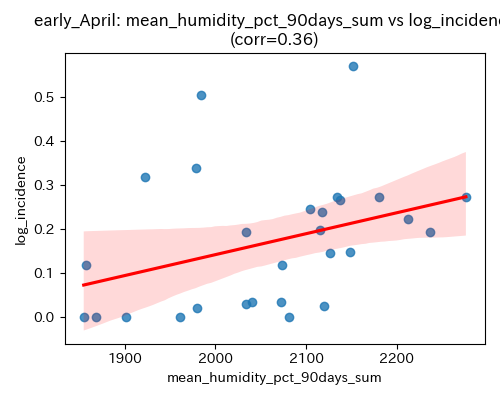 early_April: mean_humidity_pct_90days_sum vs log_incidenc
(corr=0.36)
log_incidence
0.5
0.4
0.3
0.2
0.1
0.0
1900
2000
2100
2200
mean_humidity_pct_90days_sum